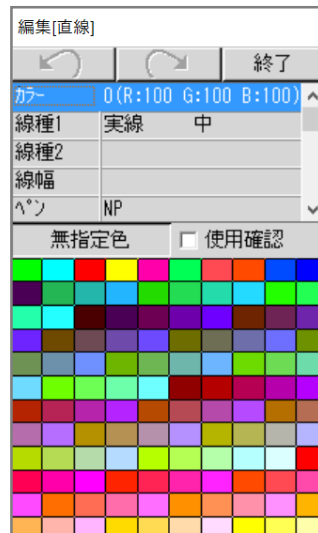 編集[直線]
終了
カラー 0(R:100 G:100 B:100)
線種1 実線 中
線種2
線幅
ペン NP
無指定色 使用確認